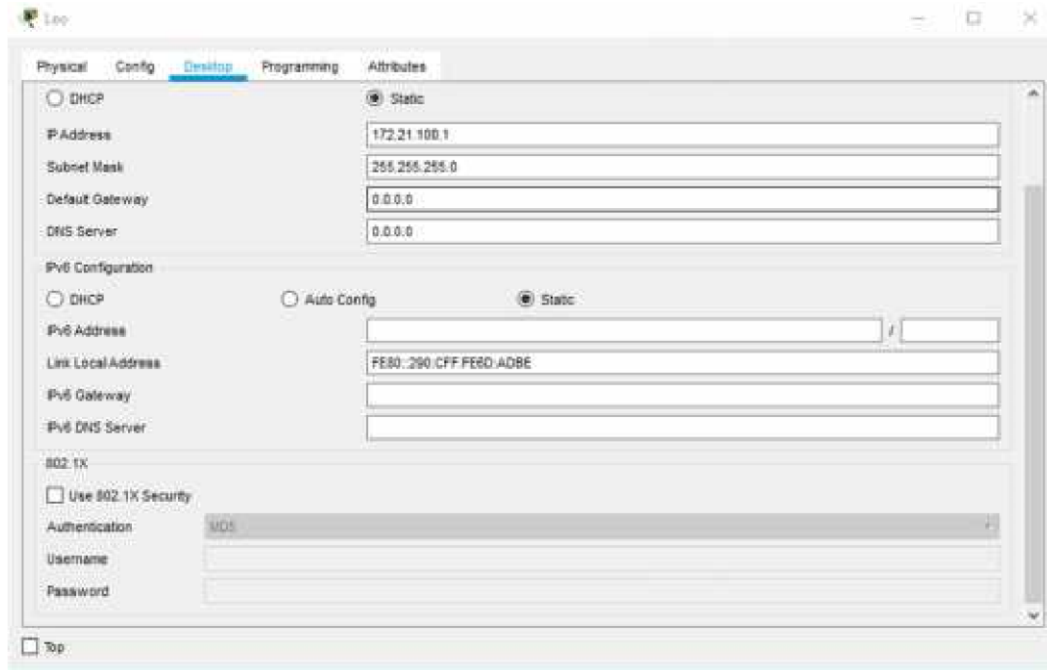 Leo
Physical Config Desktop Programming Attributes
DHCP Static
IP Address 172.21.100.1
Subnet Mask 255.255.255.0
Default Gateway 0.0.0.0
DNS Server 0.0.0.0
IPv6 Configuration
DHCP Auto Config Static
IPv6 Address /
Link Local Address FE80::290:CFF:FE6D:ADBE
IPv6 Gateway
IPv6 DNS Server
802.1X
Use 802.1X Security
Authentication MD5
Username
Password
Top